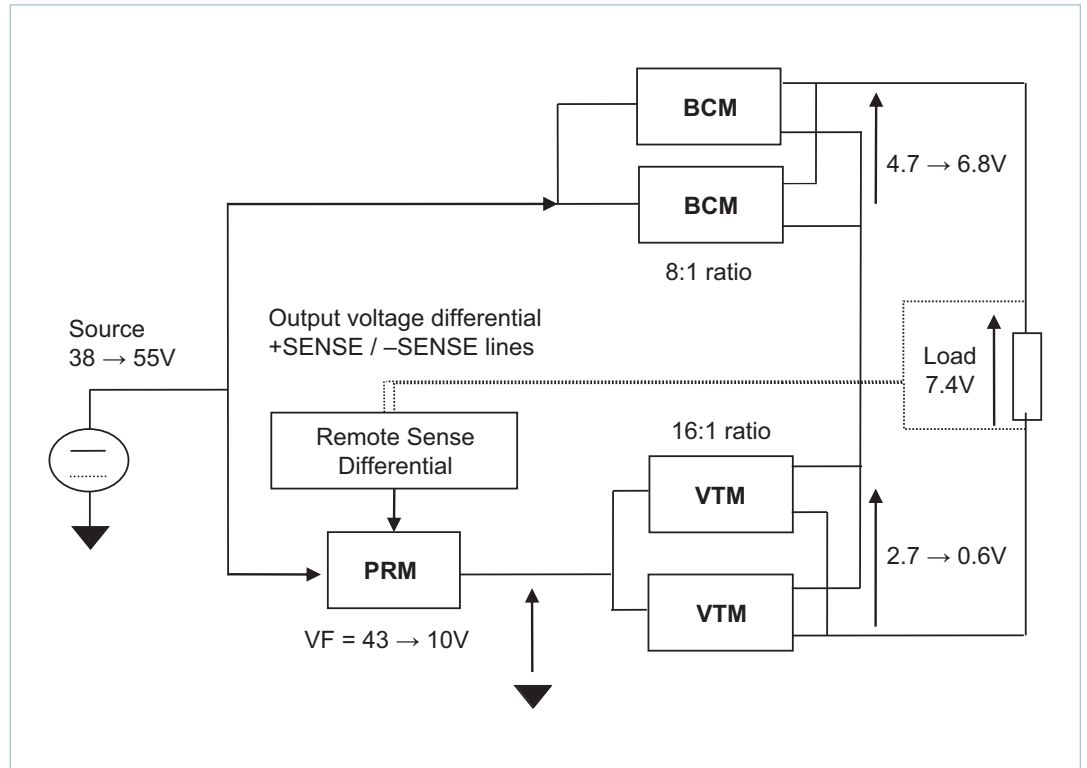 BCM
4.7 → 6.8V
BCM
8:1 ratio
Output voltage differential
+SENSE / –SENSE lines
Source
38 → 55V
Load
7.4V
Remote Sense
Differential
16:1 ratio
VTM
2.7 → 0.6V
PRM
VTM
VF = 43 → 10V